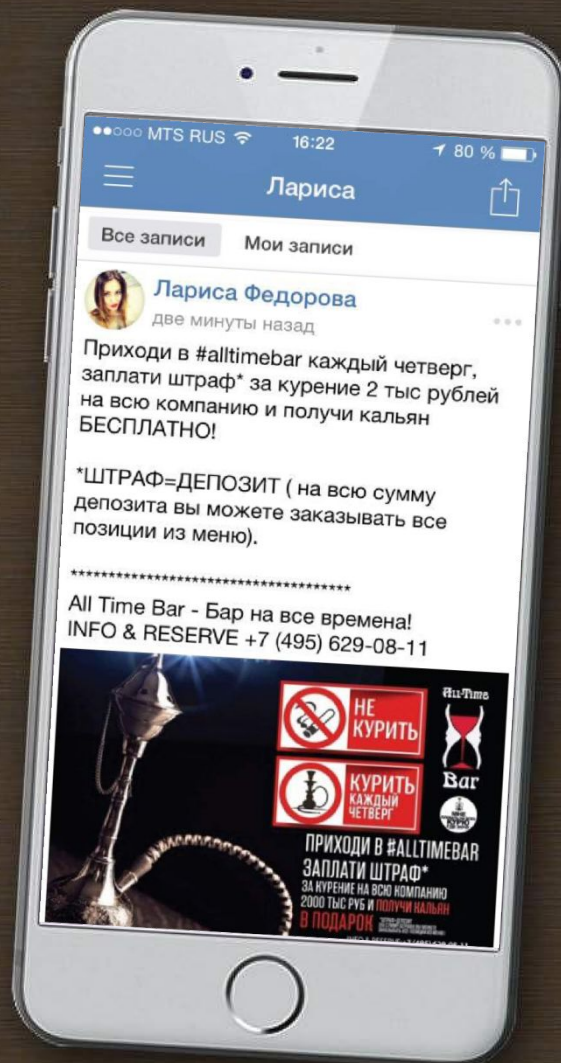 MTS RUS 16:22 80 %
Лариса
Все записи Мои записи
Лариса Федорова
две минуты назад
Приходи в #alltimebar каждый четверг,
заплати штраф* за курение 2 тыс рублей
на всю компанию и получи кальян
БЕСПЛАТНО!
*ШТРАФ=ДЕПОЗИТ ( на всю сумму
депозита вы можете заказывать все
позиции из меню).
*************************************
All Time Bar - Бар на все времена!
INFO & RESERVE +7 (495) 629-08-11
НЕ
КУРИТЬ
КУРИТЬ
КАЖДЫЙ
ЧЕТВЕРГ
All-Time
Bar
ПРИХОДИ В #ALLTIMEBAR
ЗАПЛАТИ ШТРАФ*
ЗА КУРЕНИЕ НА ВСЮ КОМПАНИЮ
2000 ТЫС РУБ И ПОЛУЧИ КАЛЬЯН
В ПОДАРОК